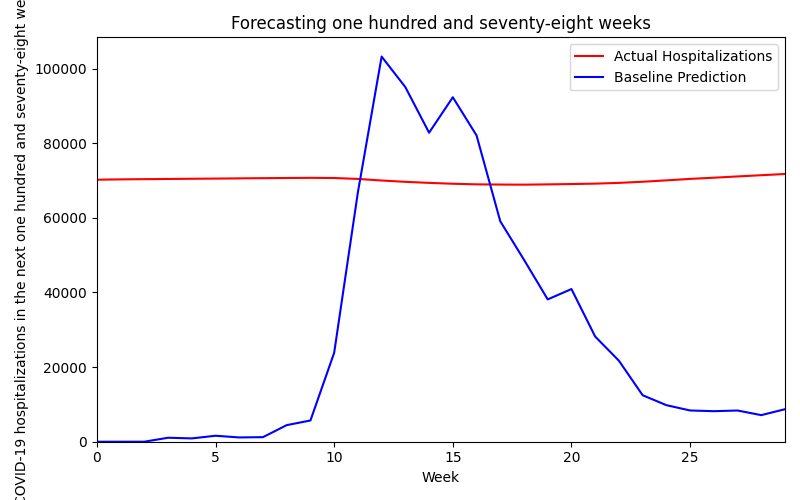 Forecasting one hundred and seventy-eight weeks
Actual Hospitalizations
Baseline Prediction
COVID-19 hospitalizations in the next one hundred and seventy-eight
100000
80000
60000
40000
20000
0
0
5
10
15
20
25
Week